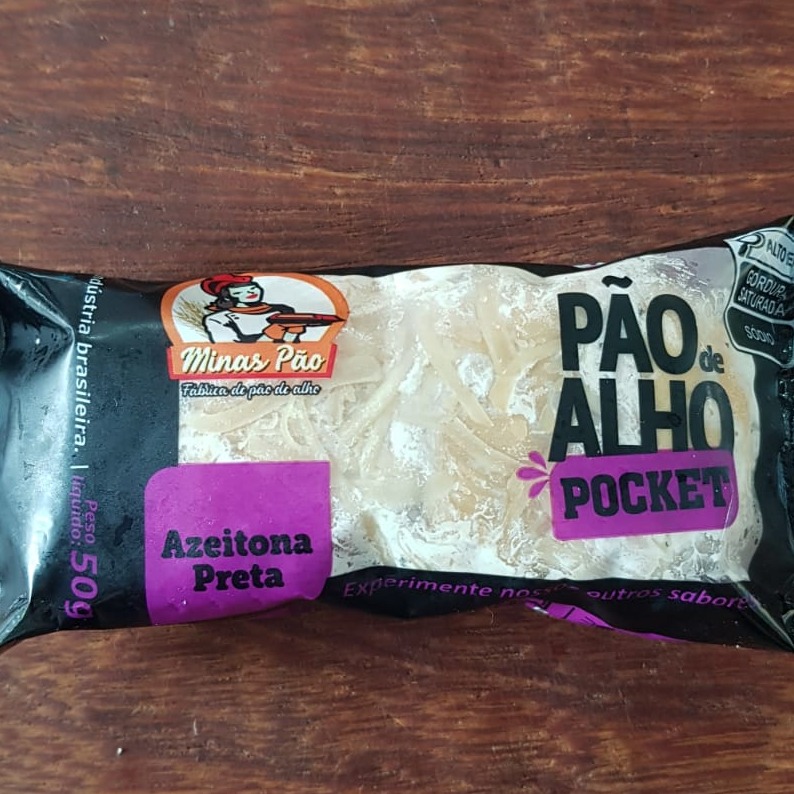 Minas Pão
Fábrica de pão de alho
PÃO de
ALHO
POCKET
Azeitona
Preta
Experimente nossos outros sabores
ALTO EM
GORDURA
SATURADA
SÓDIO
indústria brasileira.
Peso
líquido: 50g